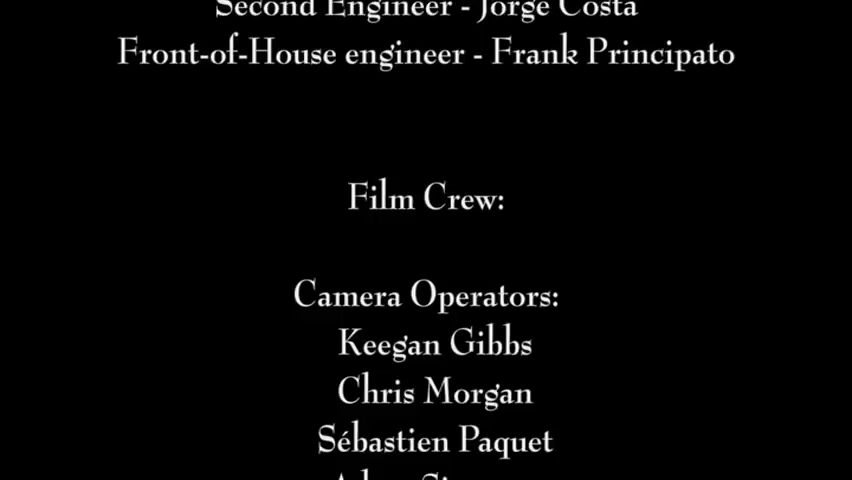 Second Engineer - Jorge Costa
Front-of-House engineer - Frank Principato
Film Crew:
Camera Operators:
Keegan Gibbs
Chris Morgan
Sébastien Paquet